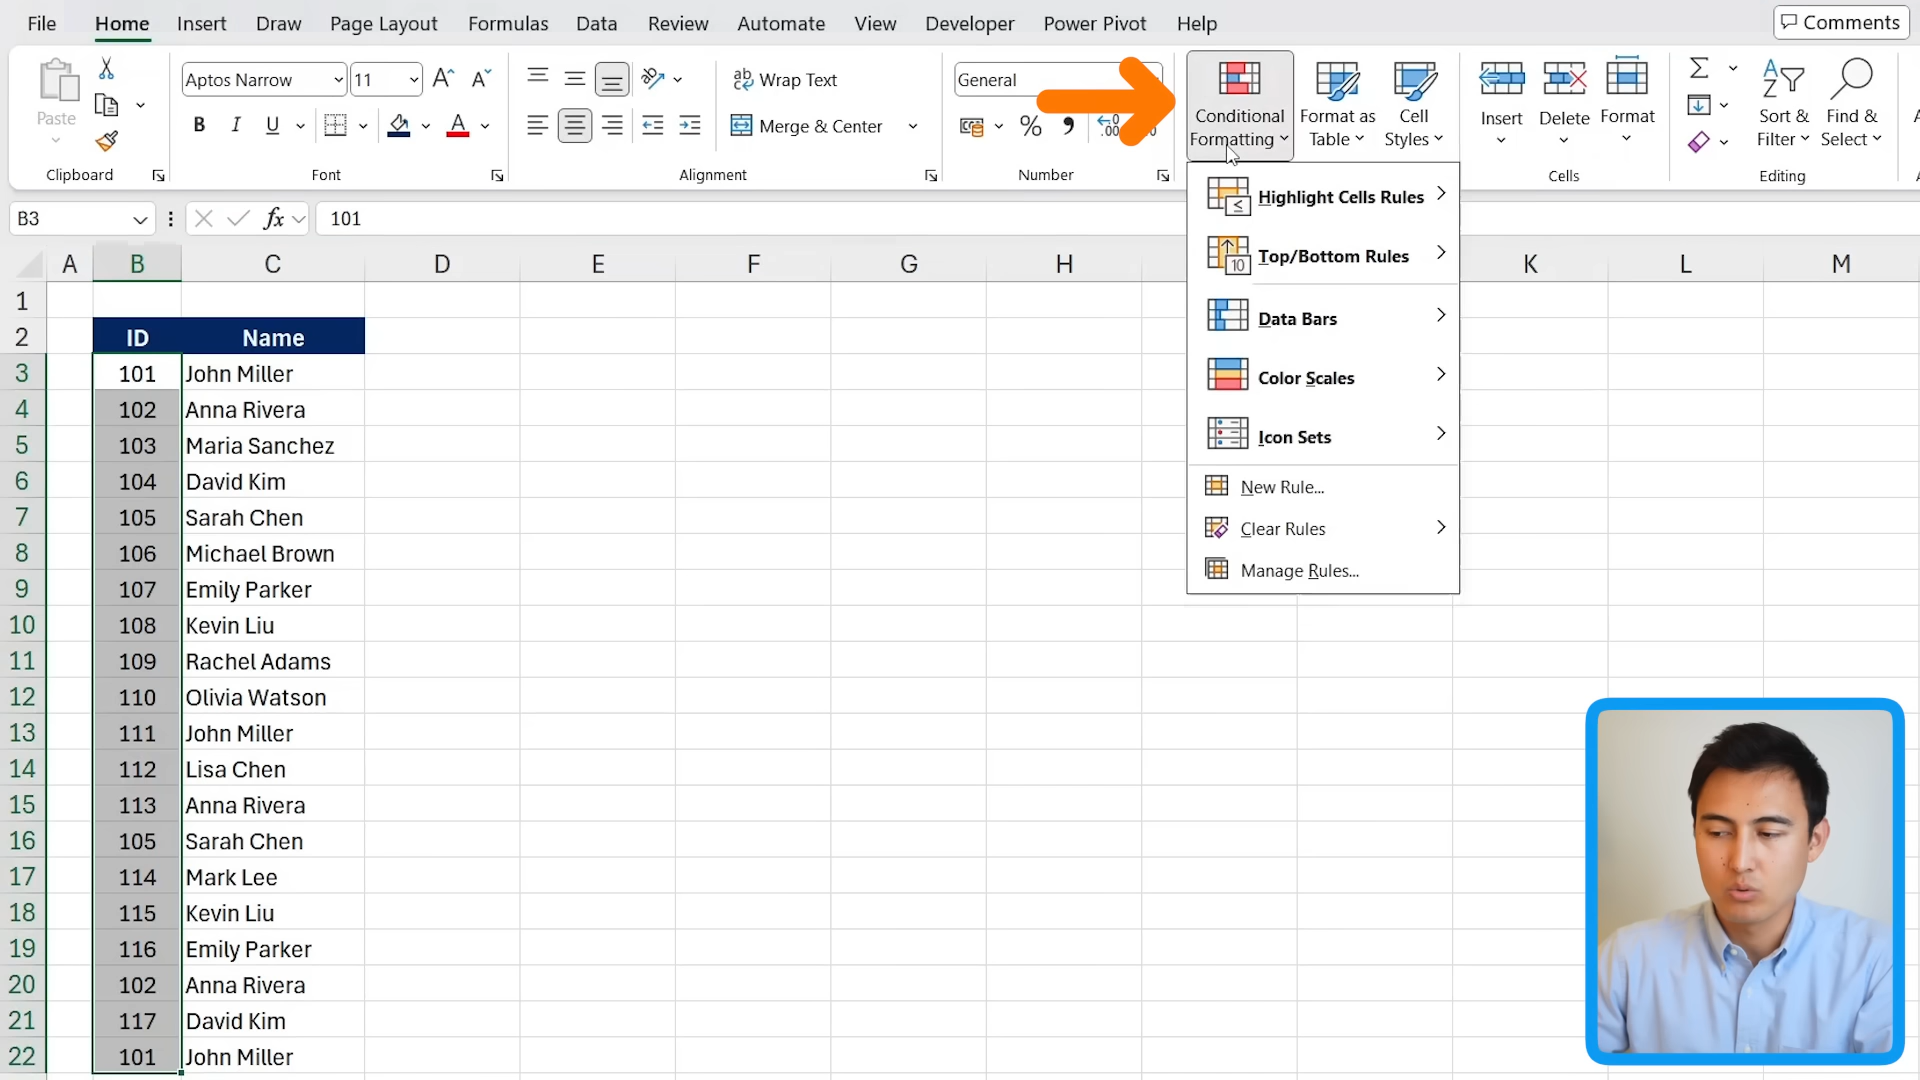 File Home Insert Draw Page Layout Formulas Data Review Automate View Developer Power Pivot Help Comments
Paste
Clipboard
Aptos Narrow 11
B I U A
Font
Wrap Text
Merge & Center
Alignment
General
% ,
Number
Conditional Formatting
Format as Table
Cell Styles
Insert Delete Format
Cells
Sort & Filter
Find & Select
Editing
B3 fx 101
Highlight Cells Rules
Top/Bottom Rules
Data Bars
Color Scales
Icon Sets
New Rule...
Clear Rules
Manage Rules...
A B C D E F G H K L M
1
2 ID Name
3 101 John Miller
4 102 Anna Rivera
5 103 Maria Sanchez
6 104 David Kim
7 105 Sarah Chen
8 106 Michael Brown
9 107 Emily Parker
10 108 Kevin Liu
11 109 Rachel Adams
12 110 Olivia Watson
13 111 John Miller
14 112 Lisa Chen
15 113 Anna Rivera
16 105 Sarah Chen
17 114 Mark Lee
18 115 Kevin Liu
19 116 Emily Parker
20 102 Anna Rivera
21 117 David Kim
22 101 John Miller